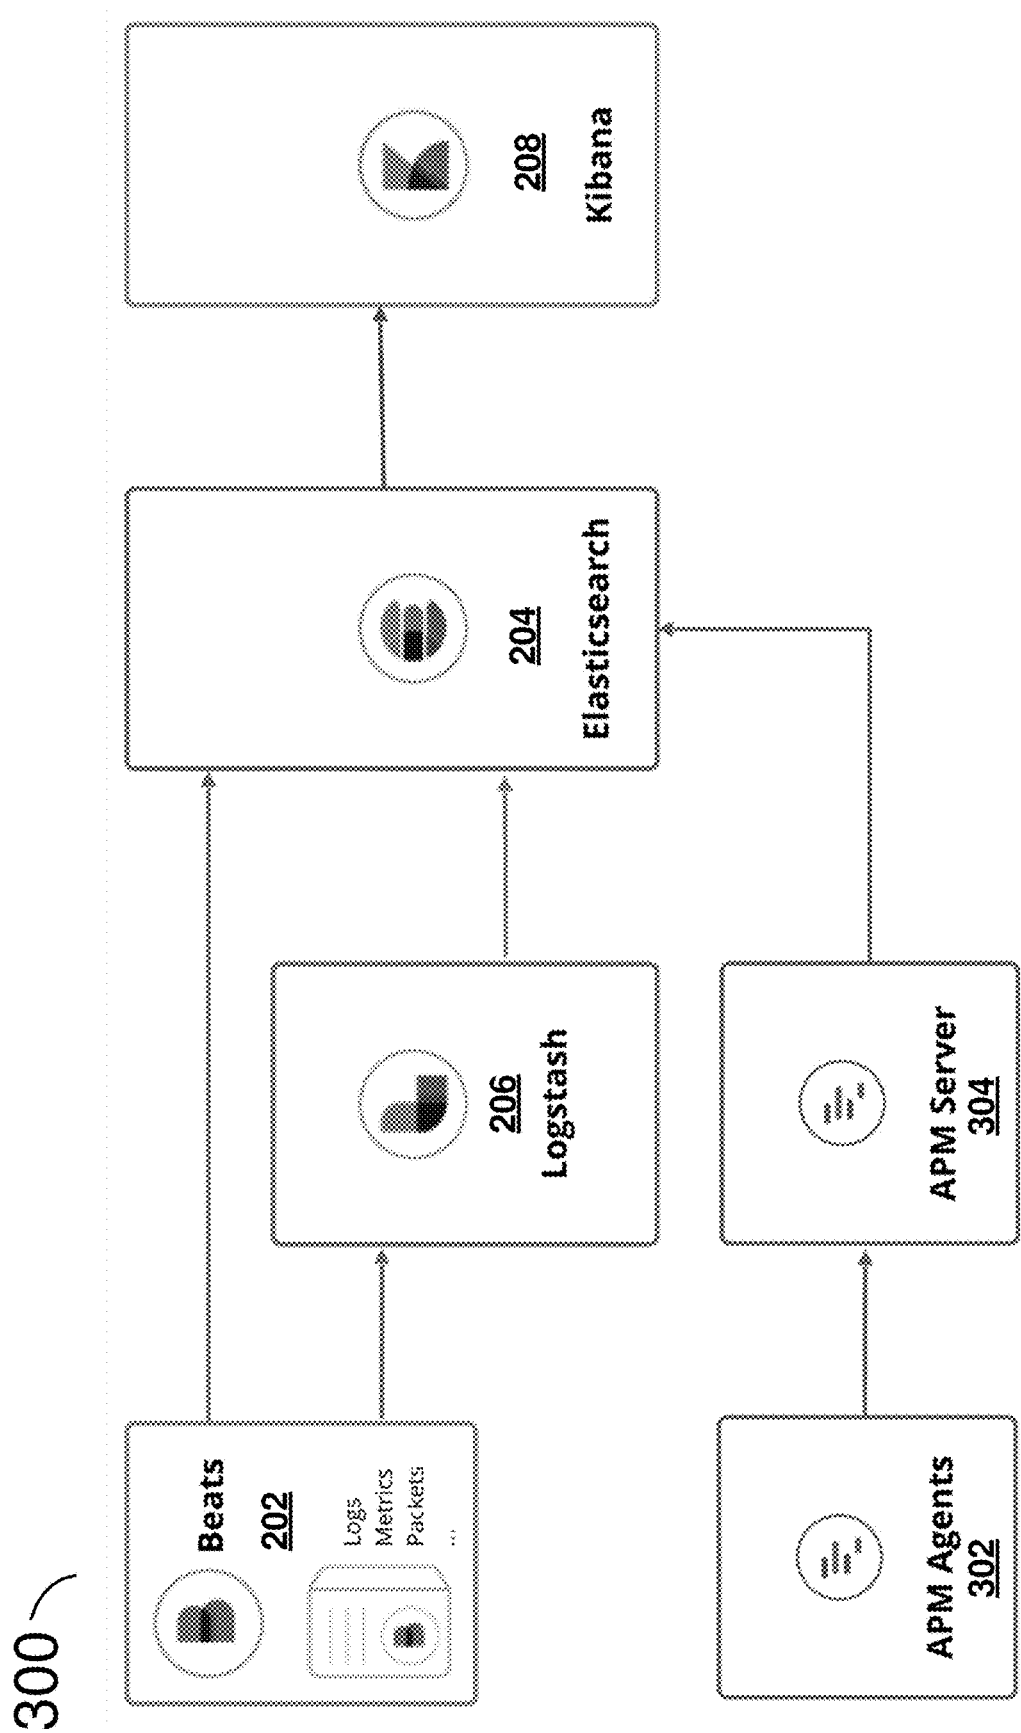 300
Beats
202
Logs
Metrics
Packets
...
206
Logstash
204
Elasticsearch
208
Kibana
APM Agents
302
APM Server
304